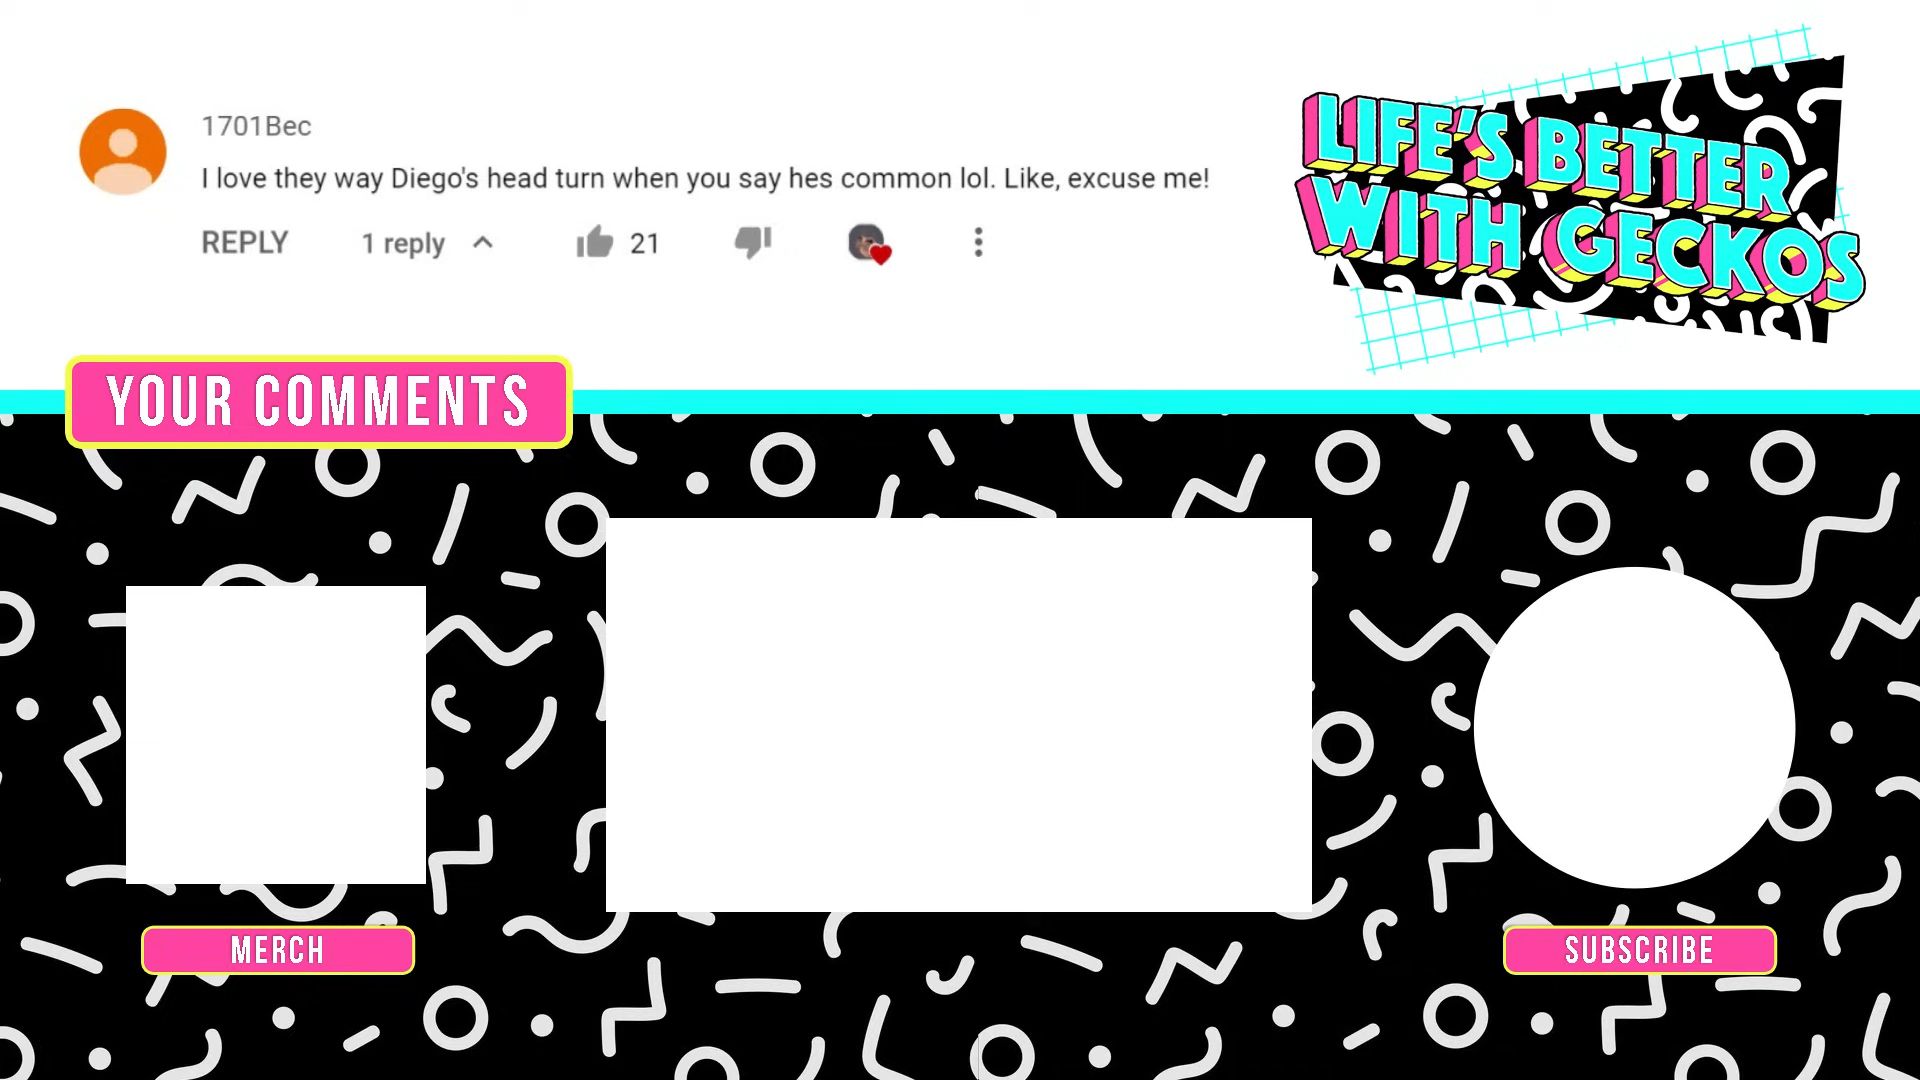 1701Bec
I love they way Diego's head turn when you say hes common lol. Like, excuse me!
REPLY 1 reply 21
LIFE'S BETTER
WITH GECKOS
YOUR COMMENTS
MERCH
SUBSCRIBE